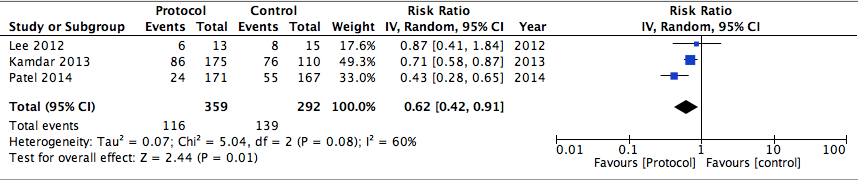 Protocol Control Risk Ratio Risk Ratio
Study or Subgroup Events Total Events Total Weight IV, Random, 95% CI Year IV, Random, 95% CI
Lee 2012 6 13 8 15 17.6% 0.87 [0.41, 1.84] 2012
Kamdar 2013 86 175 76 110 49.3% 0.71 [0.58, 0.87] 2013
Patel 2014 24 171 55 167 33.0% 0.43 [0.28, 0.65] 2014
Total (95% CI) 359 292 100.0% 0.62 [0.42, 0.91]
Total events 116 139
Heterogeneity: Tau² = 0.07; Chi² = 5.04, df = 2 (P = 0.08); I² = 60%
Test for overall effect: Z = 2.44 (P = 0.01)
0.01 0.1 1 10 100
Favours [Protocol] Favours [control]